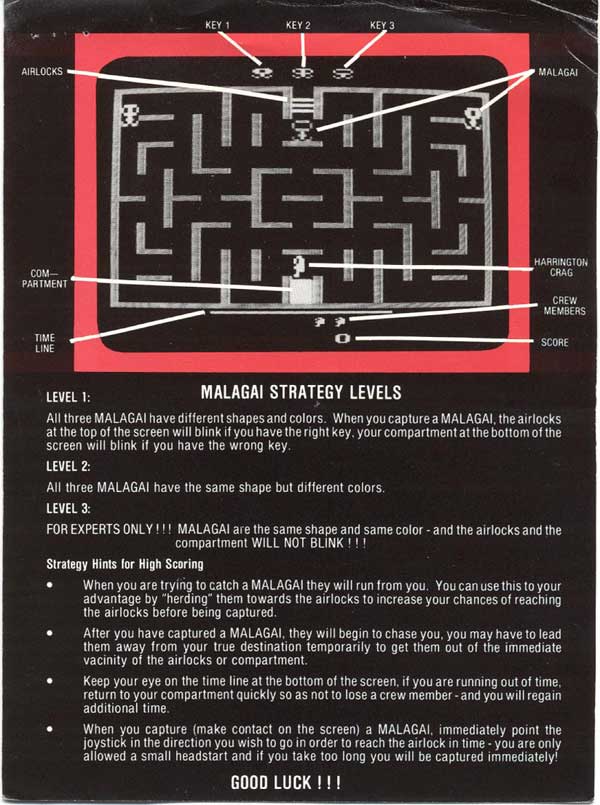 KEY 1 KEY 2 KEY 3
AIRLOCKS
MALAGAI
HARRINGTON
CRAG
COM—
PARTMENT
CREW
MEMBERS
TIME
LINE
SCORE
0
MALAGAI STRATEGY LEVELS
LEVEL 1:
All three MALAGAI have different shapes and colors. When you capture a MALAGAI, the airlocks
at the top of the screen will blink if you have the right key, your compartment at the bottom of the
screen will blink if you have the wrong key.
LEVEL 2:
All three MALAGAI have the same shape but different colors.
LEVEL 3:
FOR EXPERTS ONLY ! ! ! MALAGAI are the same shape and same color - and the airlocks and the
compartment WILL NOT BLINK ! ! !
Strategy Hints for High Scoring
• When you are trying to catch a MALAGAI they will run from you. You can use this to your
advantage by "herding" them towards the airlocks to increase your chances of reaching
the airlocks before being captured.
• After you have captured a MALAGAI, they will begin to chase you, you may have to lead
them away from your true destination temporarily to get them out of the immediate
vacinity of the airlocks or compartment.
• Keep your eye on the time line at the bottom of the screen, if you are running out of time,
return to your compartment quickly so as not to lose a crew member - and you will regain
additional time.
• When you capture (make contact on the screen) a MALAGAI, immediately point the
joystick in the direction you wish to go in order to reach the airlock in time - you are only
allowed a small headstart and if you take too long you will be captured immediately!
GOOD LUCK ! ! !